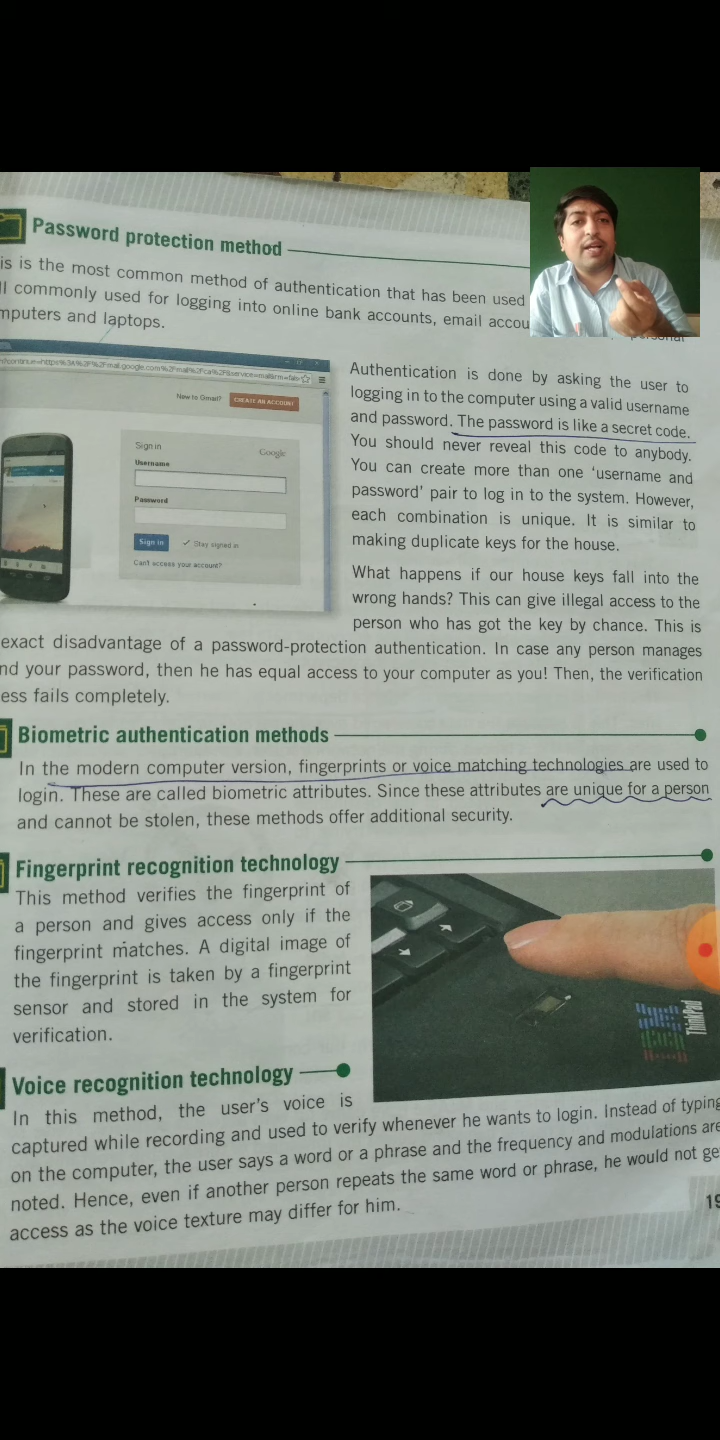 Password protection method
is is the most common method of authentication that has been used
ll commonly used for logging into online bank accounts, email accou
mputers and laptops.
New to Gmail? CREATE AN ACCOUNT
Sign in Google
Username
Password
Sign in ✓ Stay signed in
Can't access your account?
Authentication is done by asking the user to
logging in to the computer using a valid username
and password. The password is like a secret code.
You should never reveal this code to anybody.
You can create more than one 'username and
password' pair to log in to the system. However,
each combination is unique. It is similar to
making duplicate keys for the house.
What happens if our house keys fall into the
wrong hands? This can give illegal access to the
person who has got the key by chance. This is
exact disadvantage of a password-protection authentication. In case any person manages
nd your password, then he has equal access to your computer as you! Then, the verification
ess fails completely.
Biometric authentication methods
In the modern computer version, fingerprints or voice matching technologies are used to
login. These are called biometric attributes. Since these attributes are unique for a person
and cannot be stolen, these methods offer additional security.
Fingerprint recognition technology
This method verifies the fingerprint of
a person and gives access only if the
fingerprint matches. A digital image of
the fingerprint is taken by a fingerprint
sensor and stored in the system for
verification.
IBM
ThinkPad
Voice recognition technology
In this method, the user's voice is
captured while recording and used to verify whenever he wants to login. Instead of typing
on the computer, the user says a word or a phrase and the frequency and modulations are
noted. Hence, even if another person repeats the same word or phrase, he would not ge
access as the voice texture may differ for him.
19